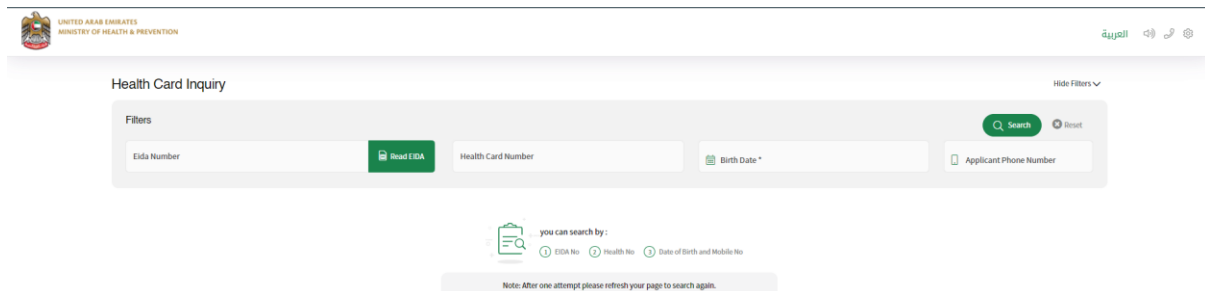 UNITED ARAB EMIRATES
MINISTRY OF HEALTH & PREVENTION
العربية
Health Card Inquiry
Hide Filters
Filters
Search
Reset
Eida Number
Read EIDA
Health Card Number
Birth Date *
Applicant Phone Number
you can search by :
1 EIDA No 2 Health No 3 Date of Birth and Mobile No
Note: After one attempt please refresh your page to search again.